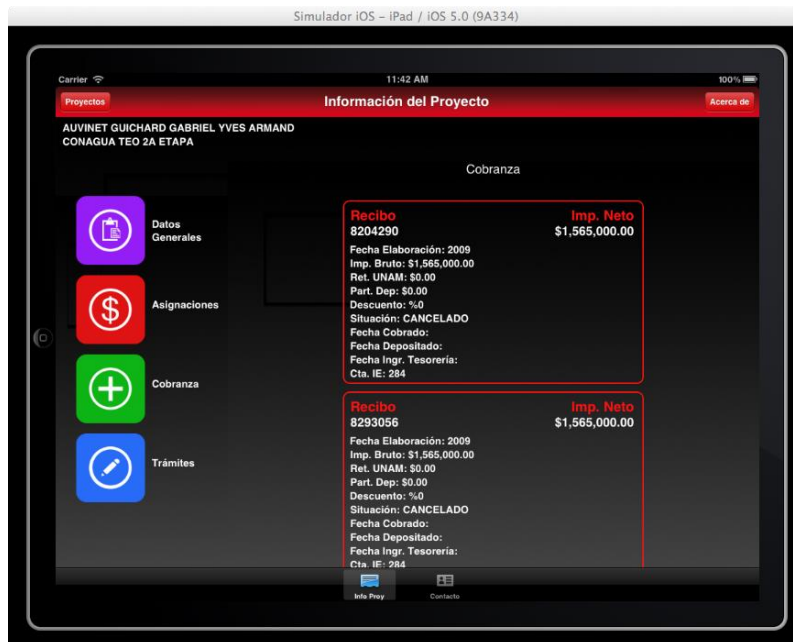 Simulador iOS – iPad / iOS 5.0 (9A334)
Carrier 11:42 AM 100%
Proyectos Información del Proyecto Acerca de
AUVINET GUICHARD GABRIEL YVES ARMAND
CONAGUA TEO 2A ETAPA
Cobranza
Datos
Generales
Asignaciones
Cobranza
Trámites
Recibo Imp. Neto
8204290 $1,565,000.00
Fecha Elaboración: 2009
Imp. Bruto: $1,565,000.00
Ret. UNAM: $0.00
Part. Dep: $0.00
Descuento: %0
Situación: CANCELADO
Fecha Cobrado:
Fecha Depositado:
Fecha Ingr. Tesorería:
Cta. IE: 284
Recibo Imp. Neto
8293056 $1,565,000.00
Fecha Elaboración: 2009
Imp. Bruto: $1,565,000.00
Ret. UNAM: $0.00
Part. Dep: $0.00
Descuento: %0
Situación: CANCELADO
Fecha Cobrado:
Fecha Depositado:
Fecha Ingr. Tesorería:
Cta. IE: 284
Info Proy Contacto